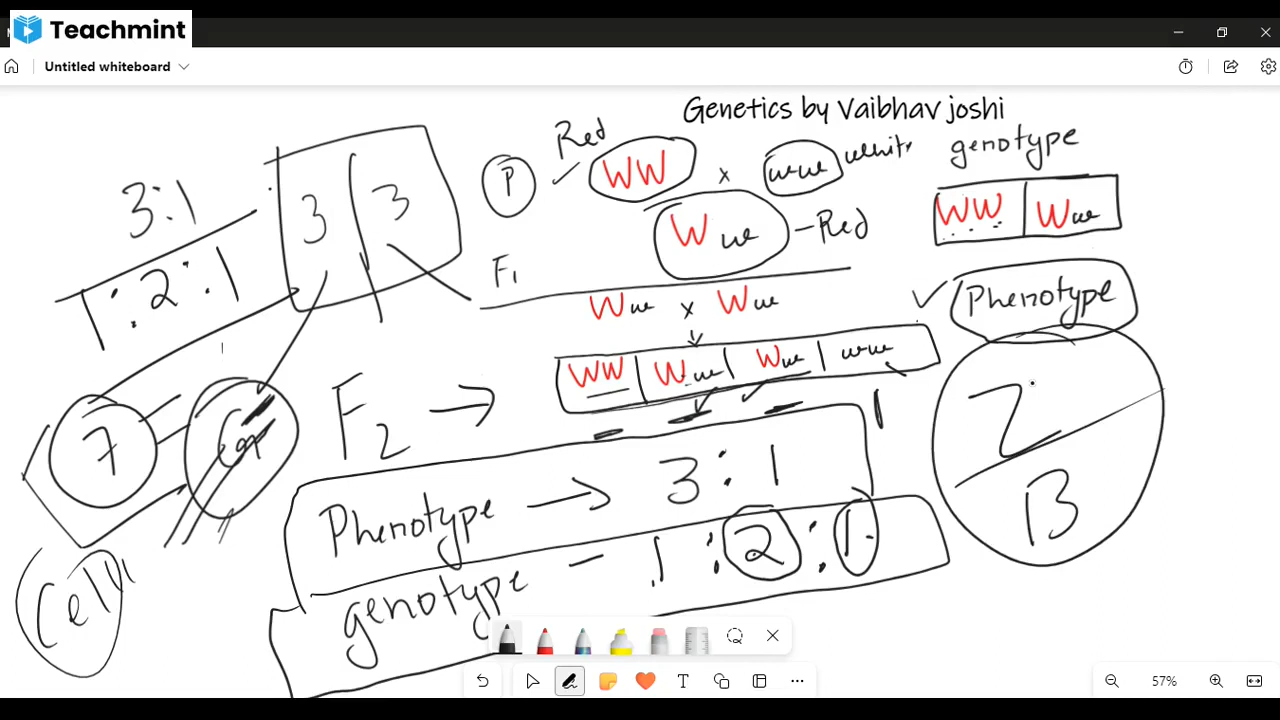 Teachmint
Untitled whiteboard
Genetics by Vaibhav joshi
3:1
1:2:1
3 3
P Red WW x ww white
Ww - Red
F1
Ww x Ww
genotype
WW Ww
Phenotype
F2 → WW | Ww | Ww | ww
1
Phenotype → 3:1
genotype - 1:2:1
7
Cell
Z
B
57%